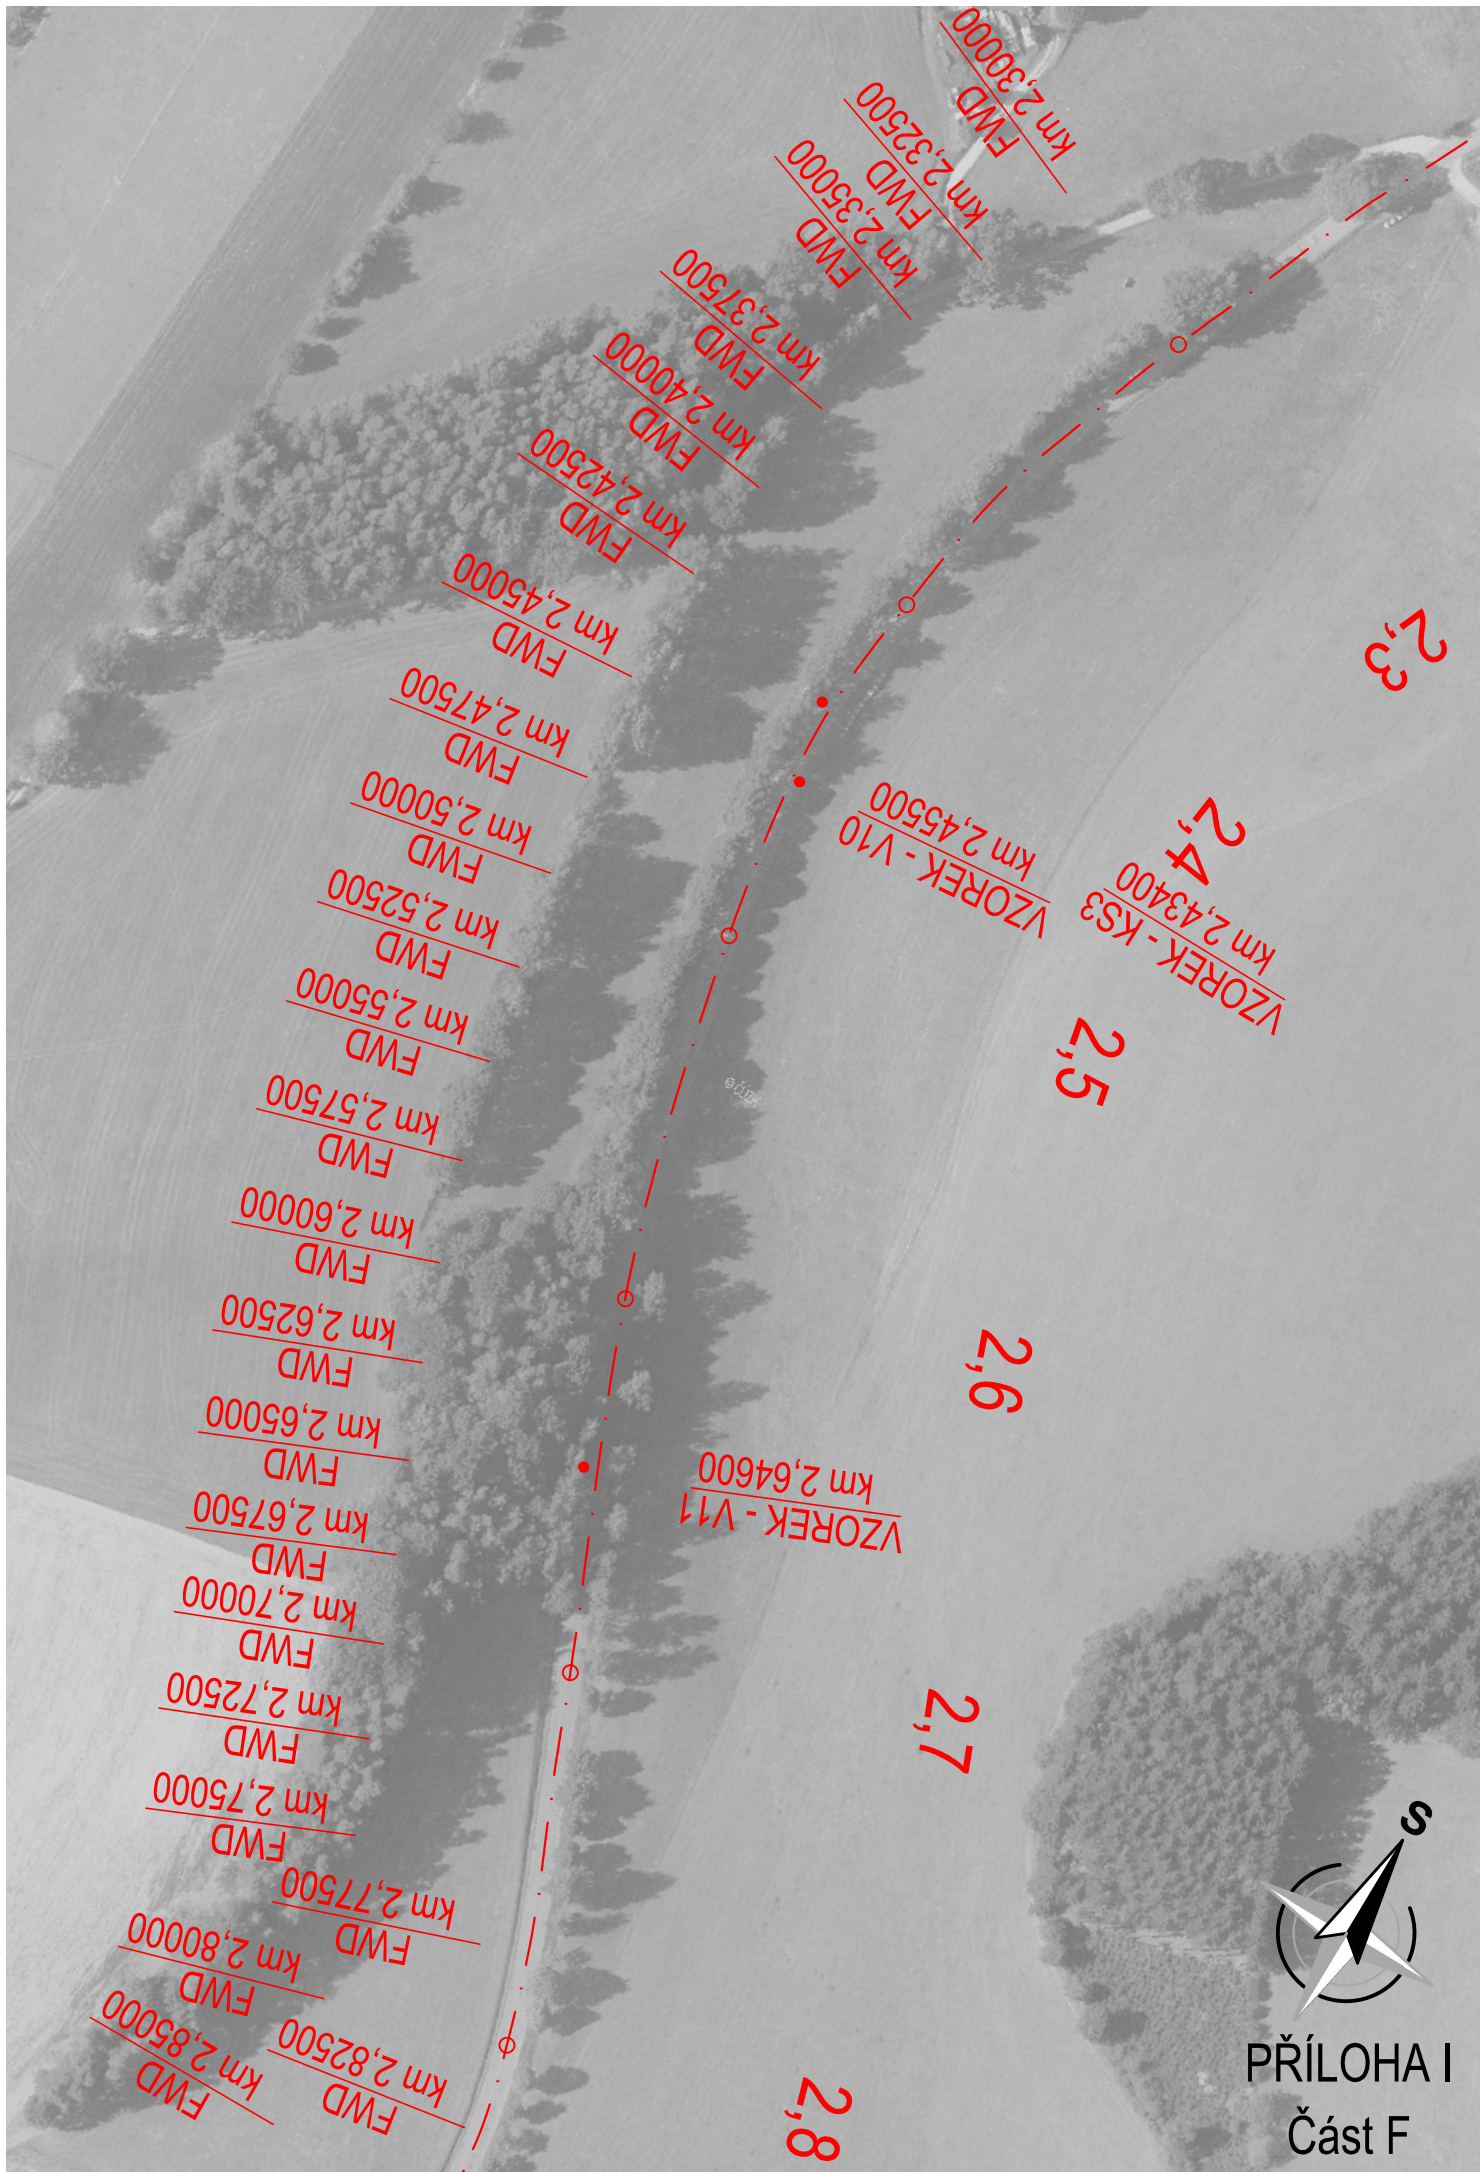 FWD
km 2,30000
FWD
km 2,32500
FWD
km 2,35000
FWD
km 2,37500
FWD
km 2,40000
FWD
km 2,42500
FWD
km 2,45000
FWD
km 2,47500
FWD
km 2,50000
FWD
km 2,52500
FWD
km 2,55000
FWD
km 2,57500
FWD
km 2,60000
FWD
km 2,62500
FWD
km 2,65000
FWD
km 2,67500
FWD
km 2,70000
FWD
km 2,72500
FWD
km 2,75000
FWD
km 2,77500
FWD
km 2,80000
FWD
km 2,82500
FWD
km 2,85000
2,3
2,4
VZOREK - KS3
km 2,43400
VZOREK - V10
km 2,45500
2,5
© ČÚZK
2,6
VZOREK - V11
km 2,64600
2,7
2,8
S
PŘÍLOHA I
Část F